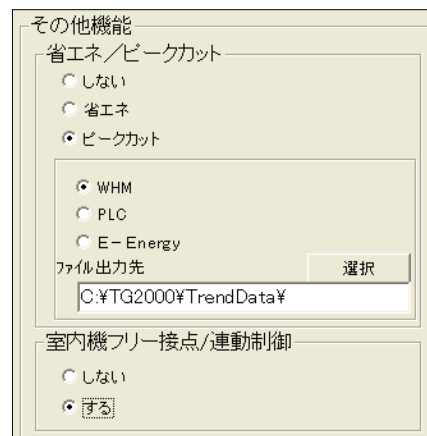 その他機能
省エネ／ピークカット
しない
省エネ
ピークカット
WHM
PLC
E－Energy
ファイル出力先
選択
C:¥TG2000¥TrendData¥
室内機フリー接点/連動制御
しない
する